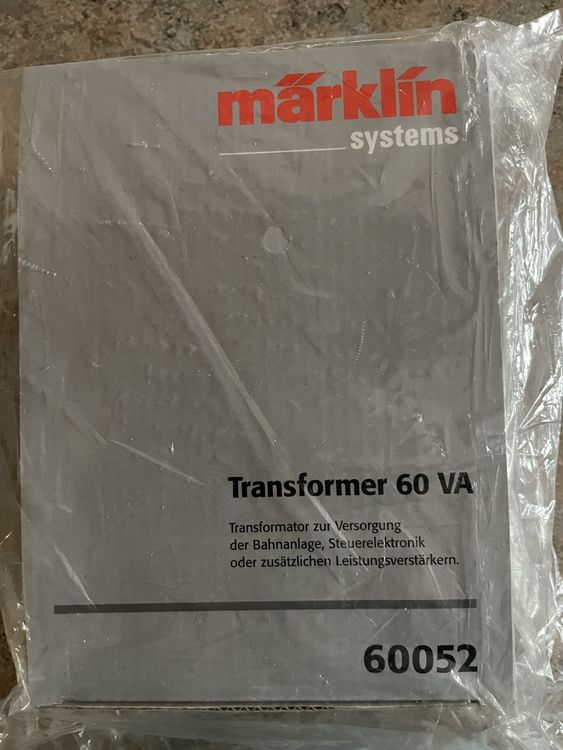 märklin
systems
Transformer 60 VA
Transformator zur Versorgung
der Bahnanlage, Steuerelektronik
oder zusätzlichen Leistungsverstärkern.
60052